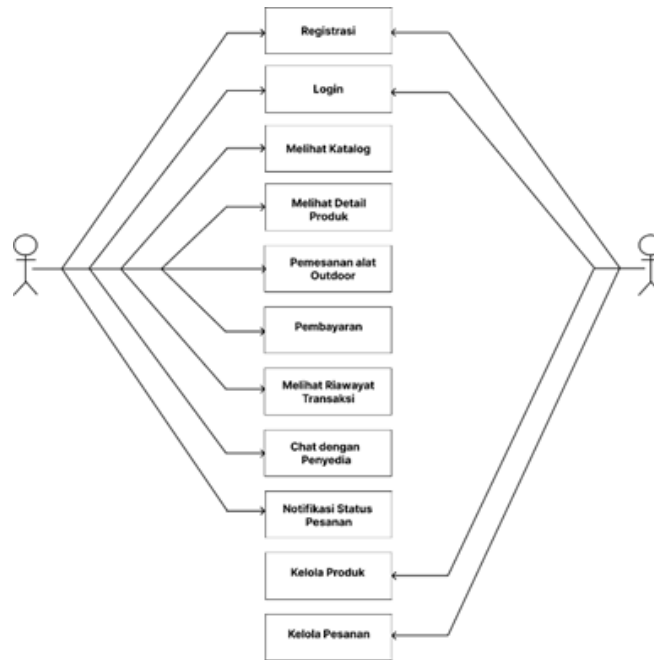 Registrasi
Login
Melihat Katalog
Melihat Detail
Produk
Pemesanan alat
Outdoor
Pembayaran
Melihat Riawayat
Transaksi
Chat dengan
Penyedia
Notifikasi Status
Pesanan
Kelola Produk
Kelola Pesanan